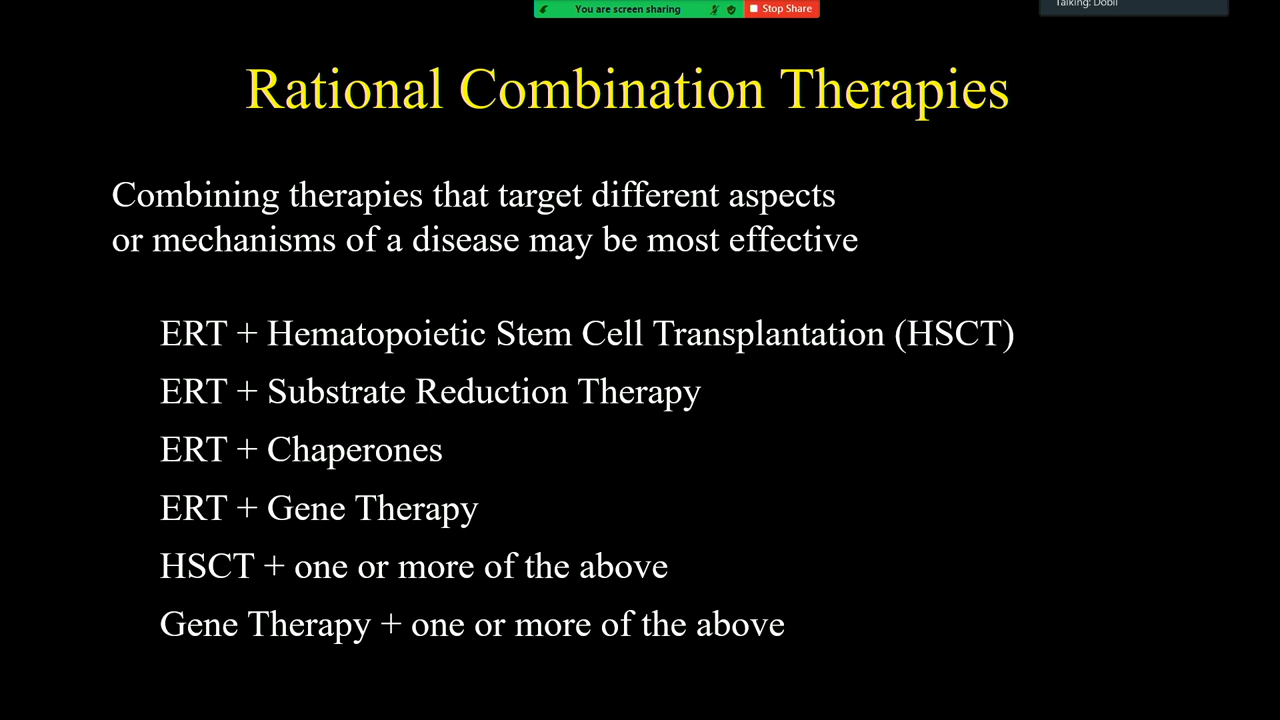 You are screen sharing
Stop Share
Talking: Dobil
Rational Combination Therapies
Combining therapies that target different aspects
or mechanisms of a disease may be most effective
ERT + Hematopoietic Stem Cell Transplantation (HSCT)
ERT + Substrate Reduction Therapy
ERT + Chaperones
ERT + Gene Therapy
HSCT + one or more of the above
Gene Therapy + one or more of the above